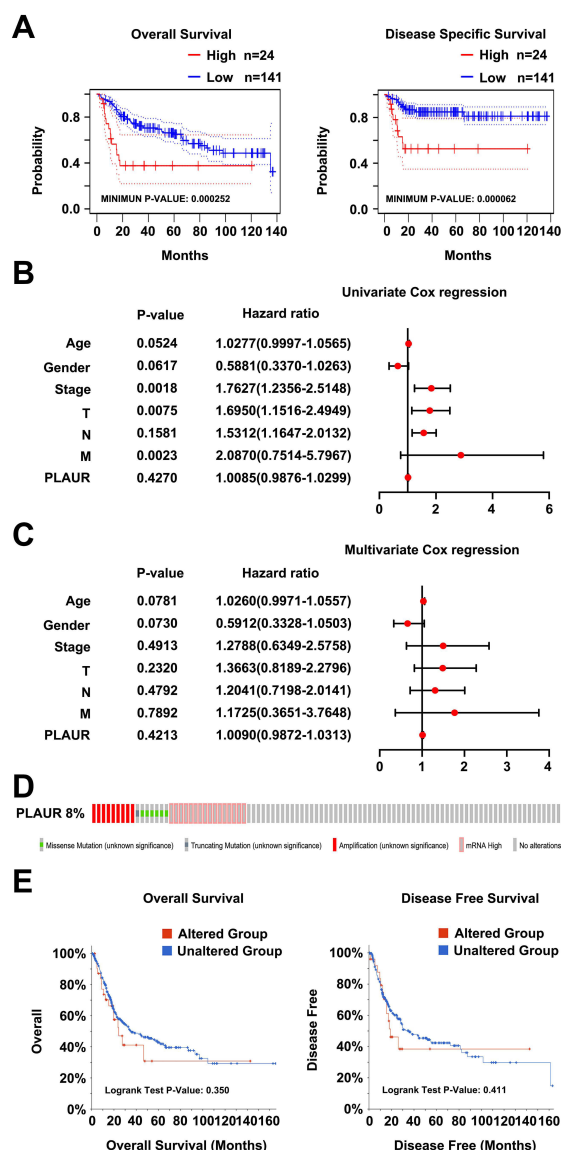 A
Overall Survival
High n=24
Low n=141
Probability
0.8
0.4
0.0
MINIMUN P-VALUE: 0.000252
0 20 40 60 80 100 120 140
Months
Disease Specific Survival
High n=24
Low n=141
Probability
0.8
0.4
0.0
MINIMUM P-VALUE: 0.000062
0 20 40 60 80 100 120 140
Months
B
Univariate Cox regression
P-value Hazard ratio
Age 0.0524 1.0277(0.9997-1.0565)
Gender 0.0617 0.5881(0.3370-1.0263)
Stage 0.0018 1.7627(1.2356-2.5148)
T 0.0075 1.6950(1.1516-2.4949)
N 0.1581 1.5312(1.1647-2.0132)
M 0.0023 2.0870(0.7514-5.7967)
PLAUR 0.4270 1.0085(0.9876-1.0299)
0 2 4 6
C
Multivariate Cox regression
P-value Hazard ratio
Age 0.0781 1.0260(0.9971-1.0557)
Gender 0.0730 0.5912(0.3328-1.0503)
Stage 0.4913 1.2788(0.6349-2.5758)
T 0.2320 1.3663(0.8189-2.2796)
N 0.4792 1.2041(0.7198-2.0141)
M 0.7892 1.1725(0.3651-3.7648)
PLAUR 0.4213 1.0090(0.9872-1.0313)
0 1 2 3 4
D
PLAUR 8%
Missense Mutation (unknown significance) Truncating Mutation (unknown significance) Amplification (unknown significance) mRNA High No alterations
E
Overall Survival
Altered Group
Unaltered Group
100%
80%
60%
40%
20%
0%
Overall
Logrank Test P-Value: 0.350
0 20 40 60 80 100 120 140 160
Overall Survival (Months)
Disease Free Survival
Altered Group
Unaltered Group
100%
80%
60%
40%
20%
0%
Disease Free
Logrank Test P-Value: 0.411
0 20 40 60 80 100 120 140 160
Disease Free (Months)